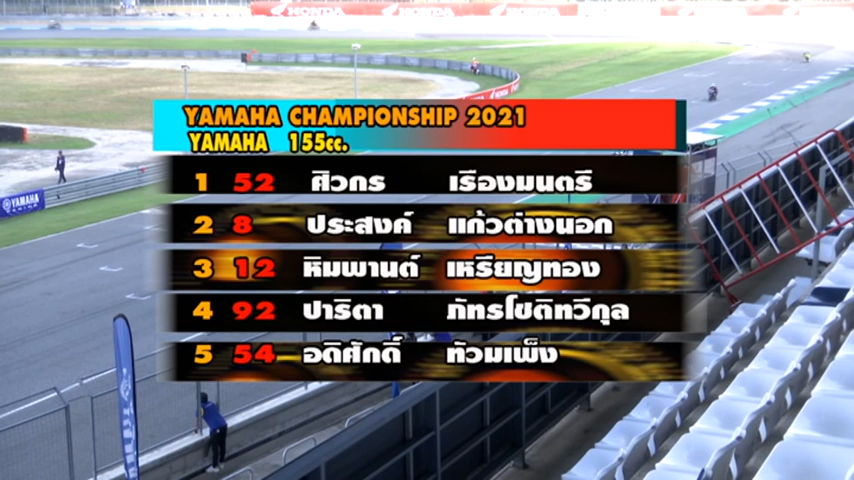 HONDA HONDA HONDA
YAMAHA CHAMPIONSHIP 2021
YAMAHA 155cc.
1 52 ศิวกร เรืองมนตรี
2 8 ประสงค์ แก้วต่างนอก
3 12 หิมพานต์ เหรียญทอง
4 92 ปาริตา ภัทรโชติทวีกุล
5 54 อดิศักดิ์ ท้วมเพ็ง
YAMAHA